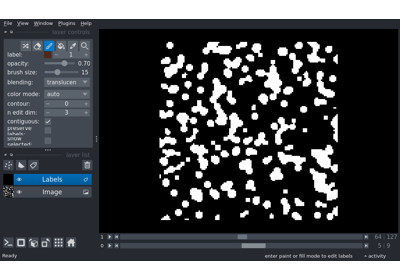 File View Window Plugins Help
layer controls
label: 1
opacity: 0.70
brush size: 15
blending: translucen
color mode: auto
contour: 0
n edit dim: 3
contiguous:
preserve labels:
show selected:
layer list
Labels
Image
1 64 | 127
0 5 | 9
Ready enter paint or fill mode to edit labels activity